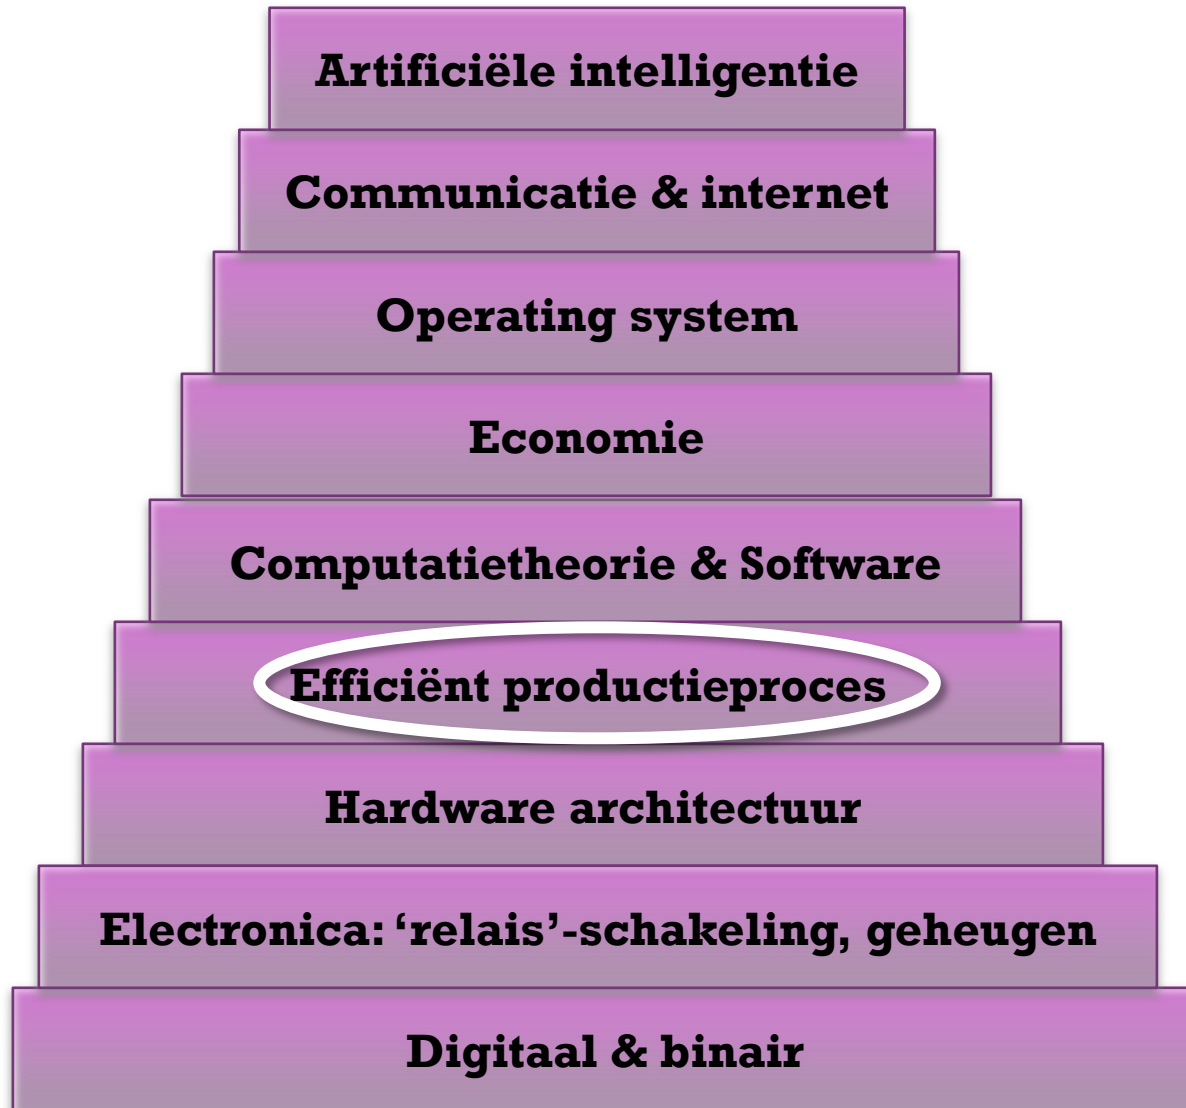 Artificiële intelligentie
Communicatie & internet
Operating system
Economie
Computatietheorie & Software
Efficiënt productieproces
Hardware architectuur
Electronica: ‘relais’-schakeling, geheugen
Digitaal & binair